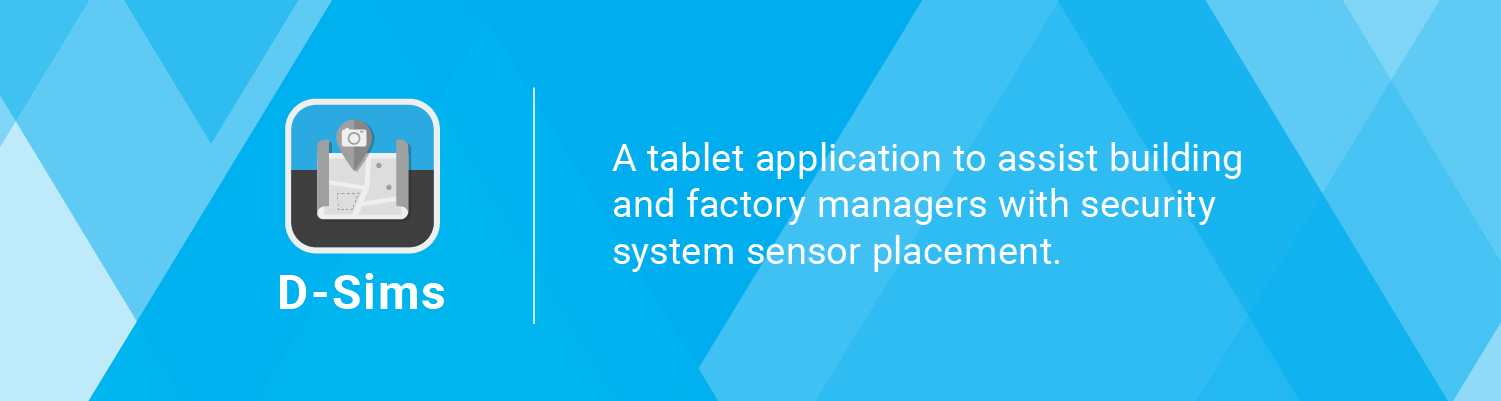 D-Sims
A tablet application to assist building
and factory managers with security
system sensor placement.